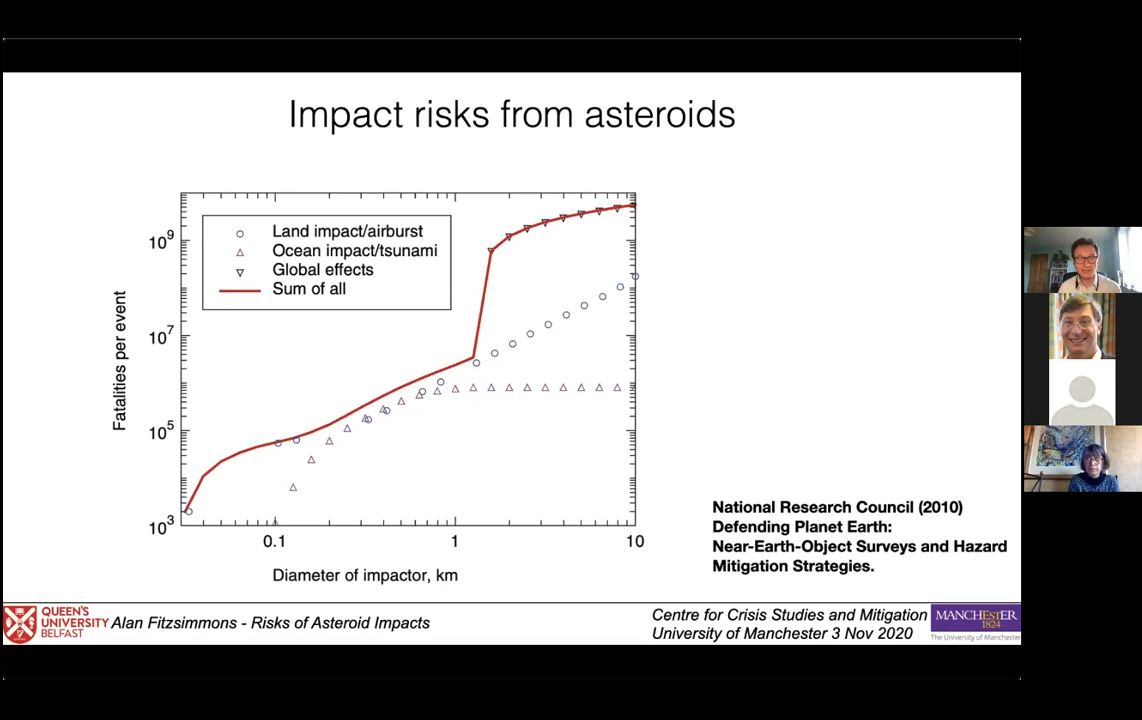 Impact risks from asteroids
Land impact/airburst
Ocean impact/tsunami
Global effects
Sum of all
10^9
10^7
10^5
10^3
Fatalities per event
0.1 1 10
Diameter of impactor, km
National Research Council (2010)
Defending Planet Earth:
Near-Earth-Object Surveys and Hazard
Mitigation Strategies.
QUEEN'S
UNIVERSITY
BELFAST
Alan Fitzsimmons - Risks of Asteroid Impacts
Centre for Crisis Studies and Mitigation
University of Manchester 3 Nov 2020
MANCHESTER
1824
The University of Manchester